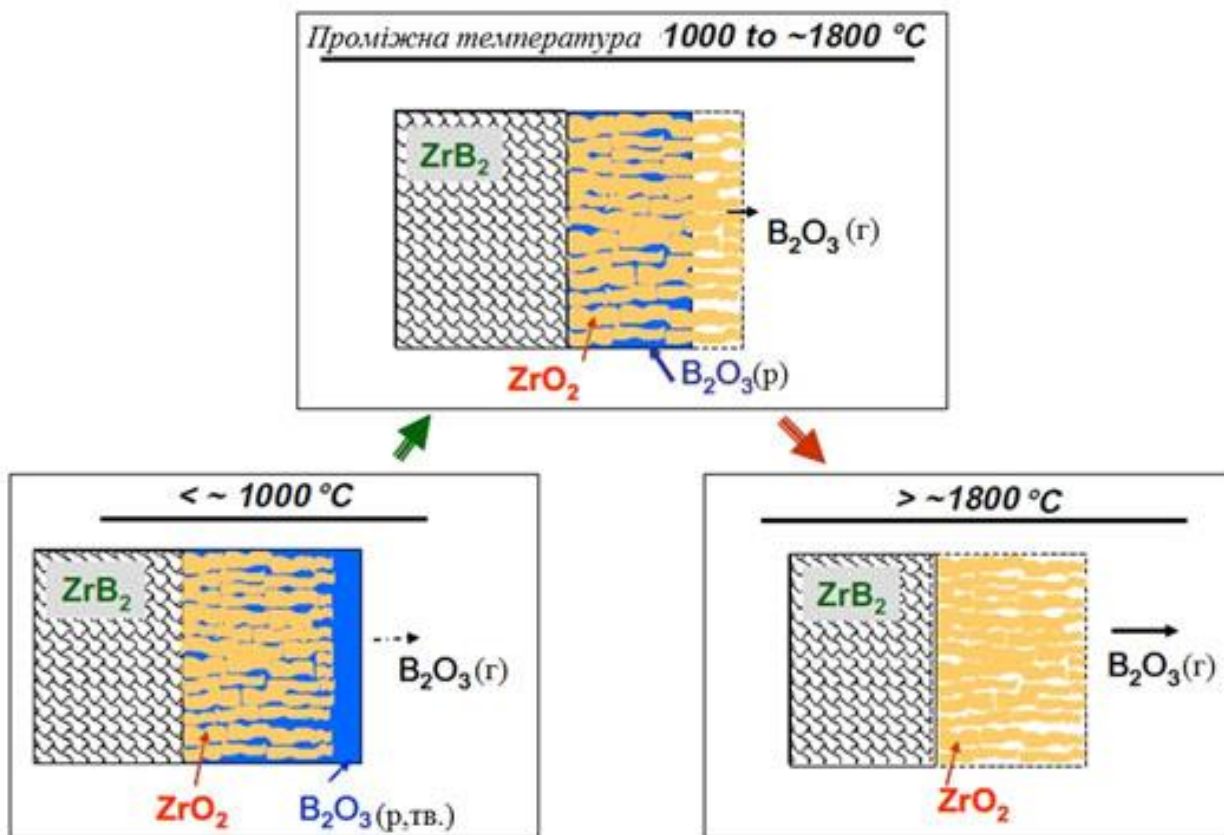 Проміжна температура 1000 to ~1800 °C
ZrB₂
B₂O₃ (г)
ZrO₂
B₂O₃(р)
< ~ 1000 °C
ZrB₂
B₂O₃(г)
ZrO₂
B₂O₃(р,тв.)
> ~1800 °C
ZrB₂
B₂O₃(г)
ZrO₂